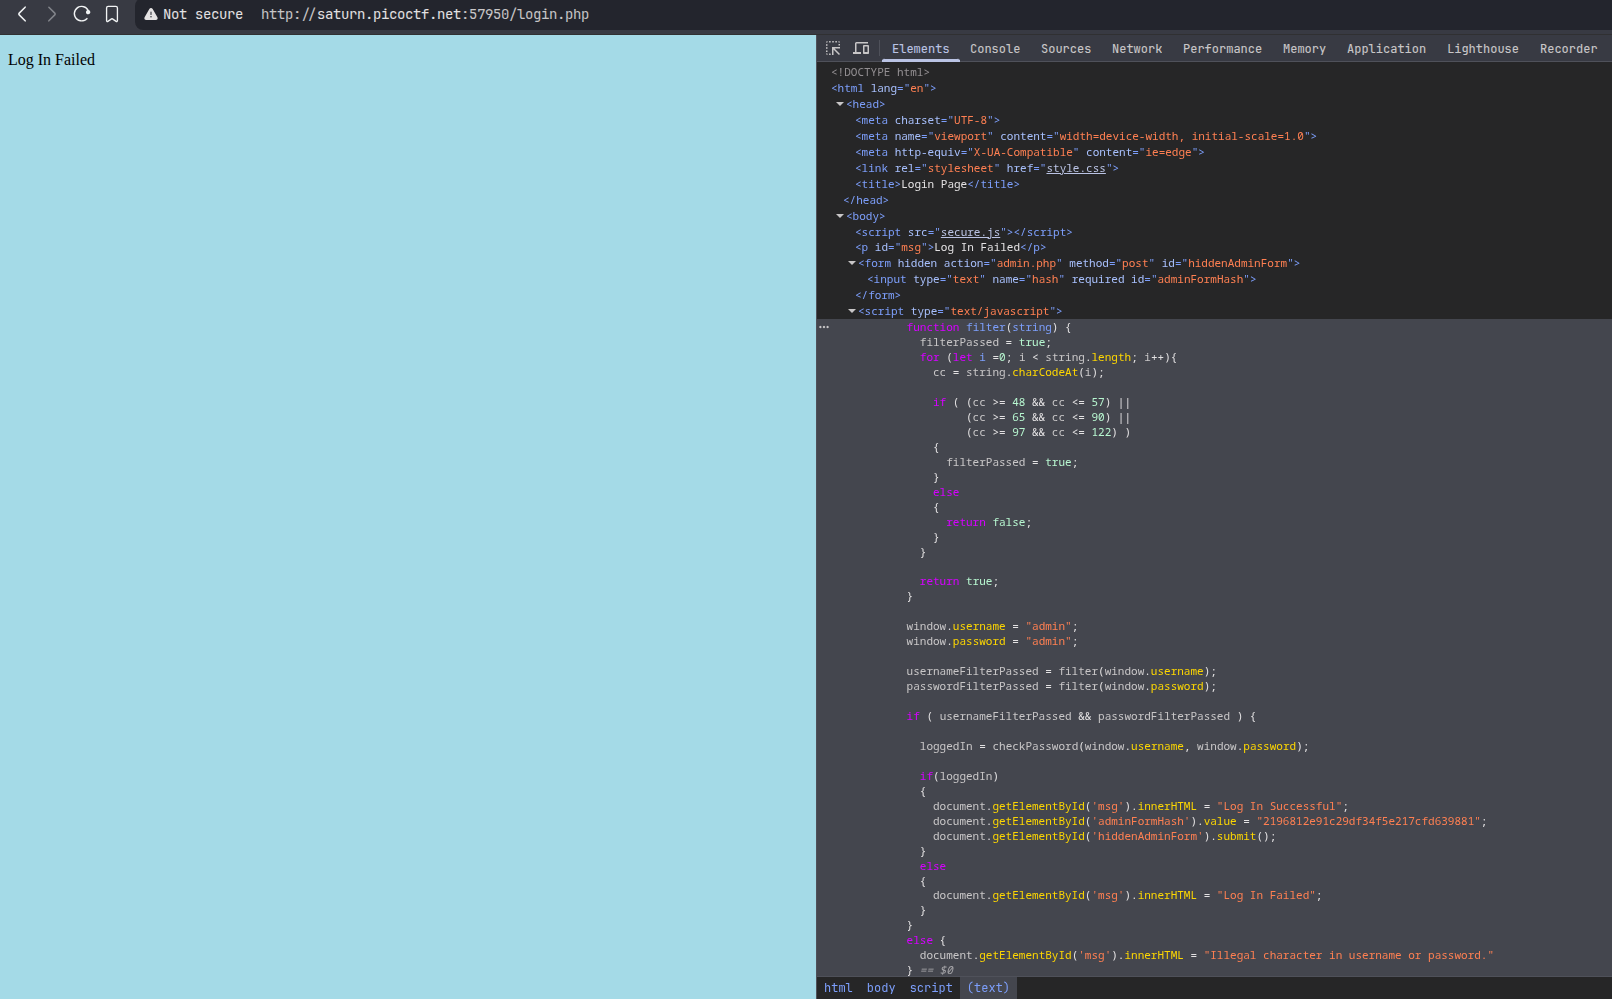 Not secure http://saturn.picoctf.net:57950/login.php
Log In Failed
Elements Console Sources Network Performance Memory Application Lighthouse Recorder
<!DOCTYPE html>
<html lang="en">
<head>
<meta charset="UTF-8">
<meta name="viewport" content="width=device-width, initial-scale=1.0">
<meta http-equiv="X-UA-Compatible" content="ie=edge">
<link rel="stylesheet" href="style.css">
<title>Login Page</title>
</head>
<body>
<script src="secure.js"></script>
<p id="msg">Log In Failed</p>
<form hidden action="admin.php" method="post" id="hiddenAdminForm">
<input type="text" name="hash" required id="adminFormHash">
</form>
<script type="text/javascript">
function filter(string) {
filterPassed = true;
for (let i =0; i < string.length; i++){
cc = string.charCodeAt(i);
if ( (cc >= 48 && cc <= 57) ||
(cc >= 65 && cc <= 90) ||
(cc >= 97 && cc <= 122) )
{
filterPassed = true;
}
else
{
return false;
}
}
return true;
}
window.username = "admin";
window.password = "admin";
usernameFilterPassed = filter(window.username);
passwordFilterPassed = filter(window.password);
if ( usernameFilterPassed && passwordFilterPassed ) {
loggedIn = checkPassword(window.username, window.password);
if(loggedIn)
{
document.getElementById('msg').innerHTML = "Log In Successful";
document.getElementById('adminFormHash').value = "2196812e91c29df34f5e217cfd639881";
document.getElementById('hiddenAdminForm').submit();
}
else
{
document.getElementById('msg').innerHTML = "Log In Failed";
}
}
else {
document.getElementById('msg').innerHTML = "Illegal character in username or password."
} == $0
html body script (text)